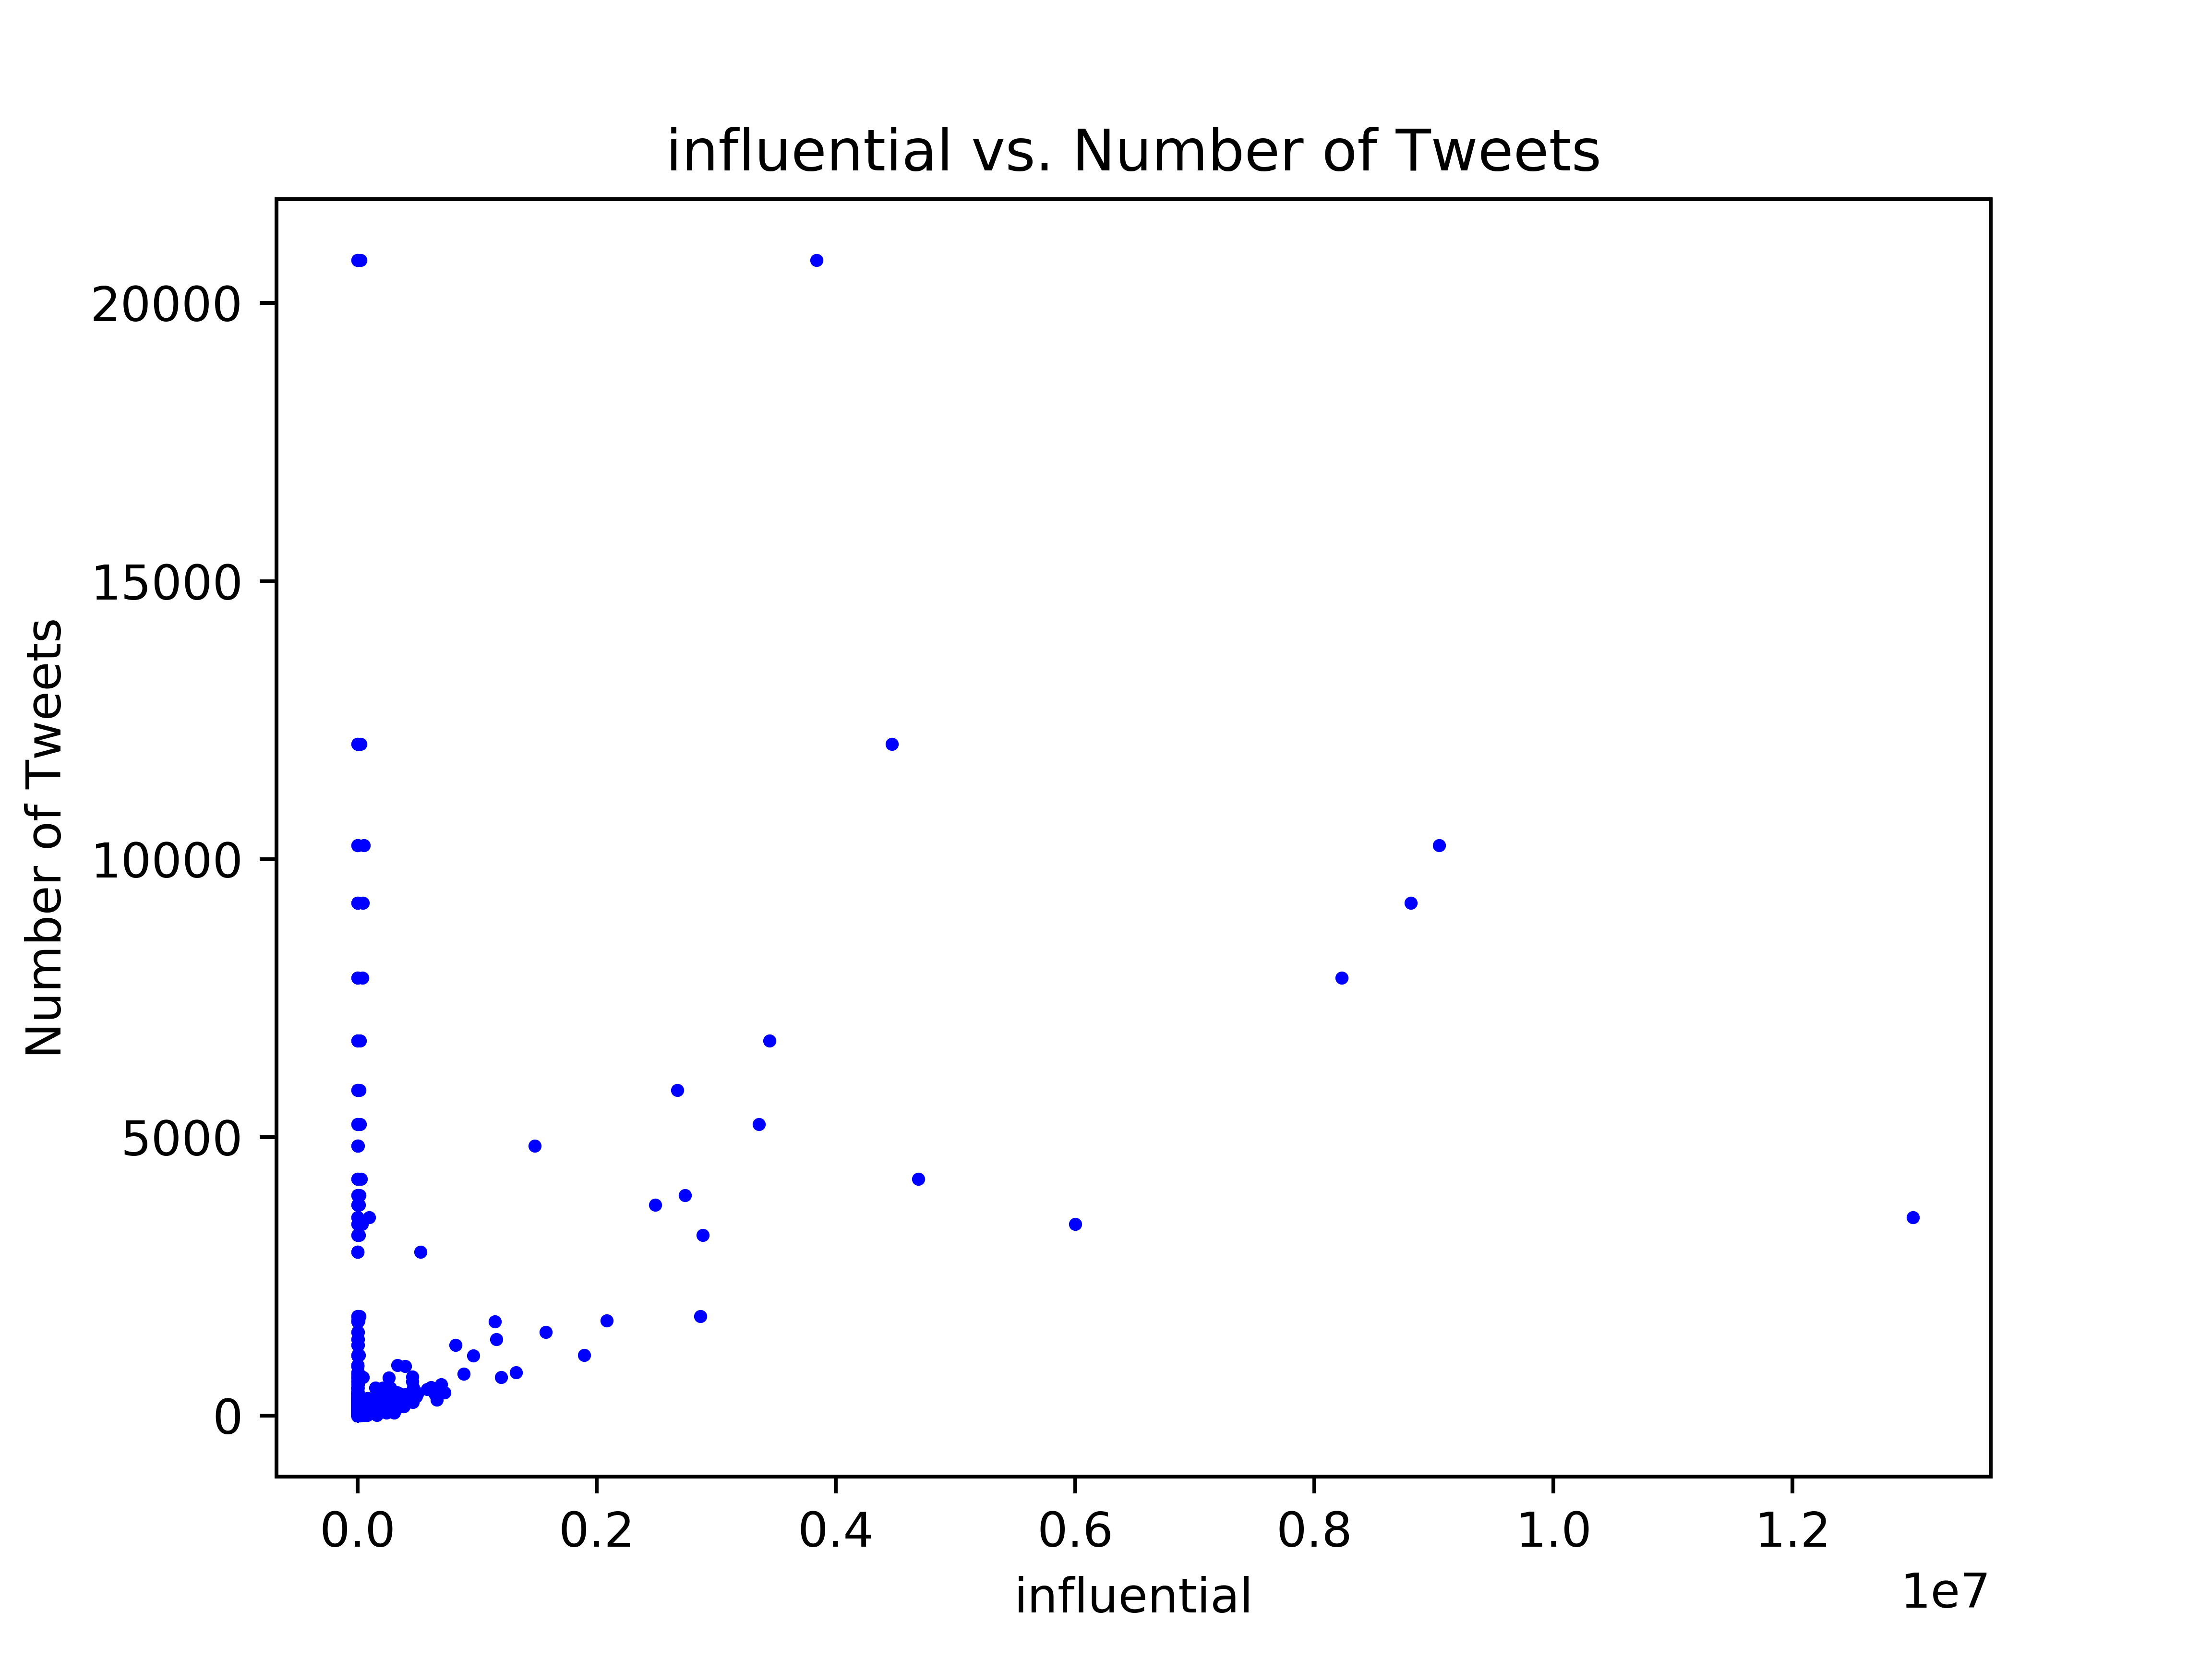 influential vs. Number of Tweets
20000
15000
10000
5000
0
Number of Tweets
0.0 0.2 0.4 0.6 0.8 1.0 1.2
influential
1e7